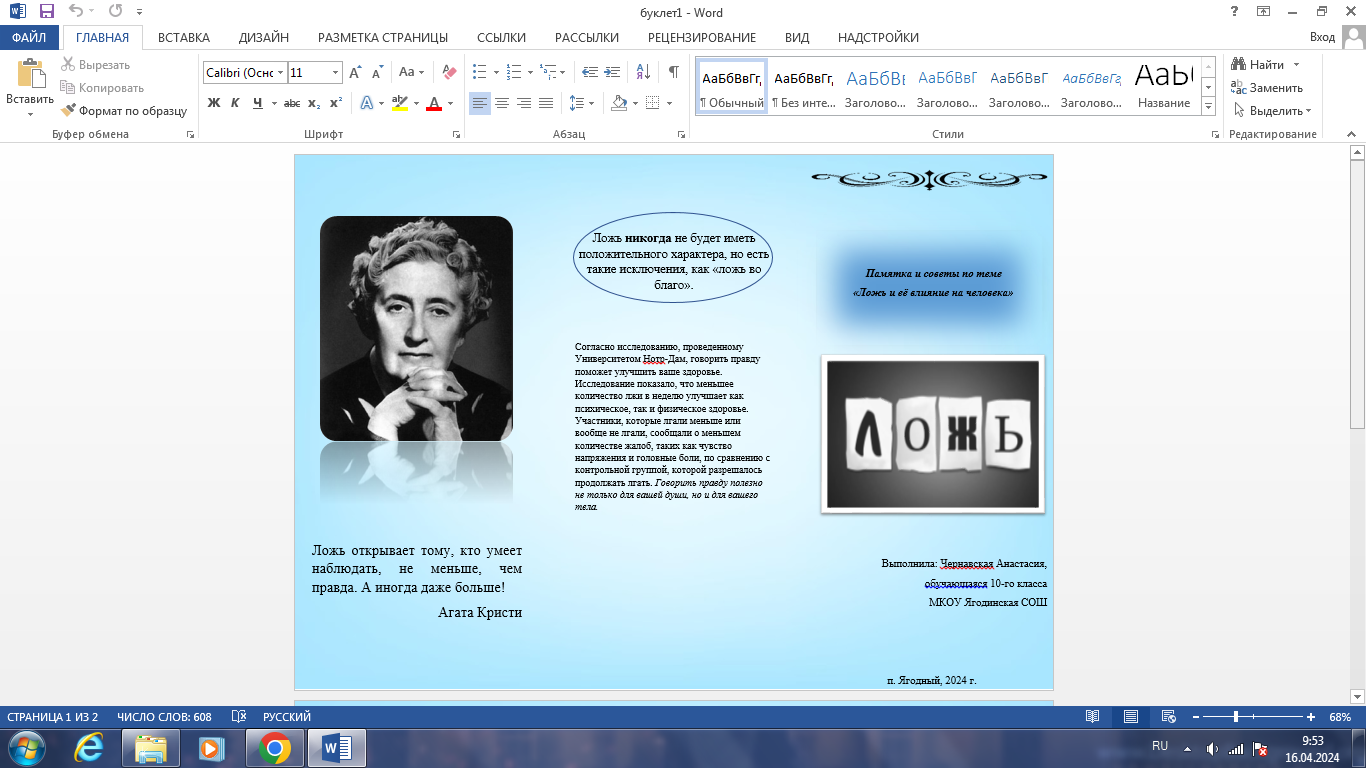 буклет1 - Word
ФАЙЛ ГЛАВНАЯ ВСТАВКА ДИЗАЙН РАЗМЕТКА СТРАНИЦЫ ССЫЛКИ РАССЫЛКИ РЕЦЕНЗИРОВАНИЕ ВИД НАДСТРОЙКИ Вход
Вставить
Вырезать
Копировать
Формат по образцу
Буфер обмена
Calibri (Оснс 11
Ж К Ч abc x₂ x²
Шрифт
Абзац
АаБбВвГг, АаБбВвГг, АаБбВı АаБбВвГ АаБбВвГ АаБбВвГг АаЫ
¶ Обычный ¶ Без инте... Заголово... Заголово... Заголово... Заголово... Название
Стили
Найти
Заменить
Выделить
Редактирование
Ложь открывает тому, кто умеет
наблюдать, не меньше, чем
правда. А иногда даже больше!
Агата Кристи
Ложь никогда не будет иметь
положительного характера, но есть
такие исключения, как «ложь во
благо».
Согласно исследованию, проведенному
Университетом Нотр-Дам, говорить правду
поможет улучшить ваше здоровье.
Исследование показало, что меньшее
количество лжи в неделю улучшает как
психическое, так и физическое здоровье.
Участники, которые лгали меньше или
вообще не лгали, сообщали о меньшем
количестве жалоб, таких как чувство
напряжения и головные боли, по сравнению с
контрольной группой, которой разрешалось
продолжать лгать. Говорить правду полезно
не только для вашей души, но и для вашего
тела.
Памятка и советы по теме
«Ложь и её влияние на человека»
ЛОЖЬ
Выполнила: Чернавская Анастасия,
обучающаяся 10-го класса
МКОУ Ягодинская СОШ
п. Ягодный, 2024 г.
СТРАНИЦА 1 ИЗ 2 ЧИСЛО СЛОВ: 608 РУССКИЙ 68%
RU 9:53
16.04.2024